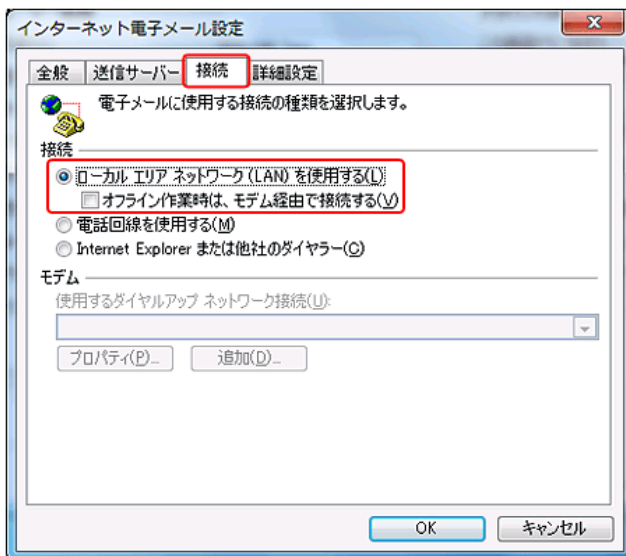 インターネット電子メール設定
全般 送信サーバー 接続 詳細設定
電子メールに使用する接続の種類を選択します。
接続
ローカル エリア ネットワーク (LAN) を使用する(L)
オフライン作業時は、モデム経由で接続する(V)
電話回線を使用する(M)
Internet Explorer または他社のダイヤラー(C)
モデム
使用するダイヤルアップ ネットワーク接続(U):
プロパティ(P)... 追加(D)...
OK キャンセル